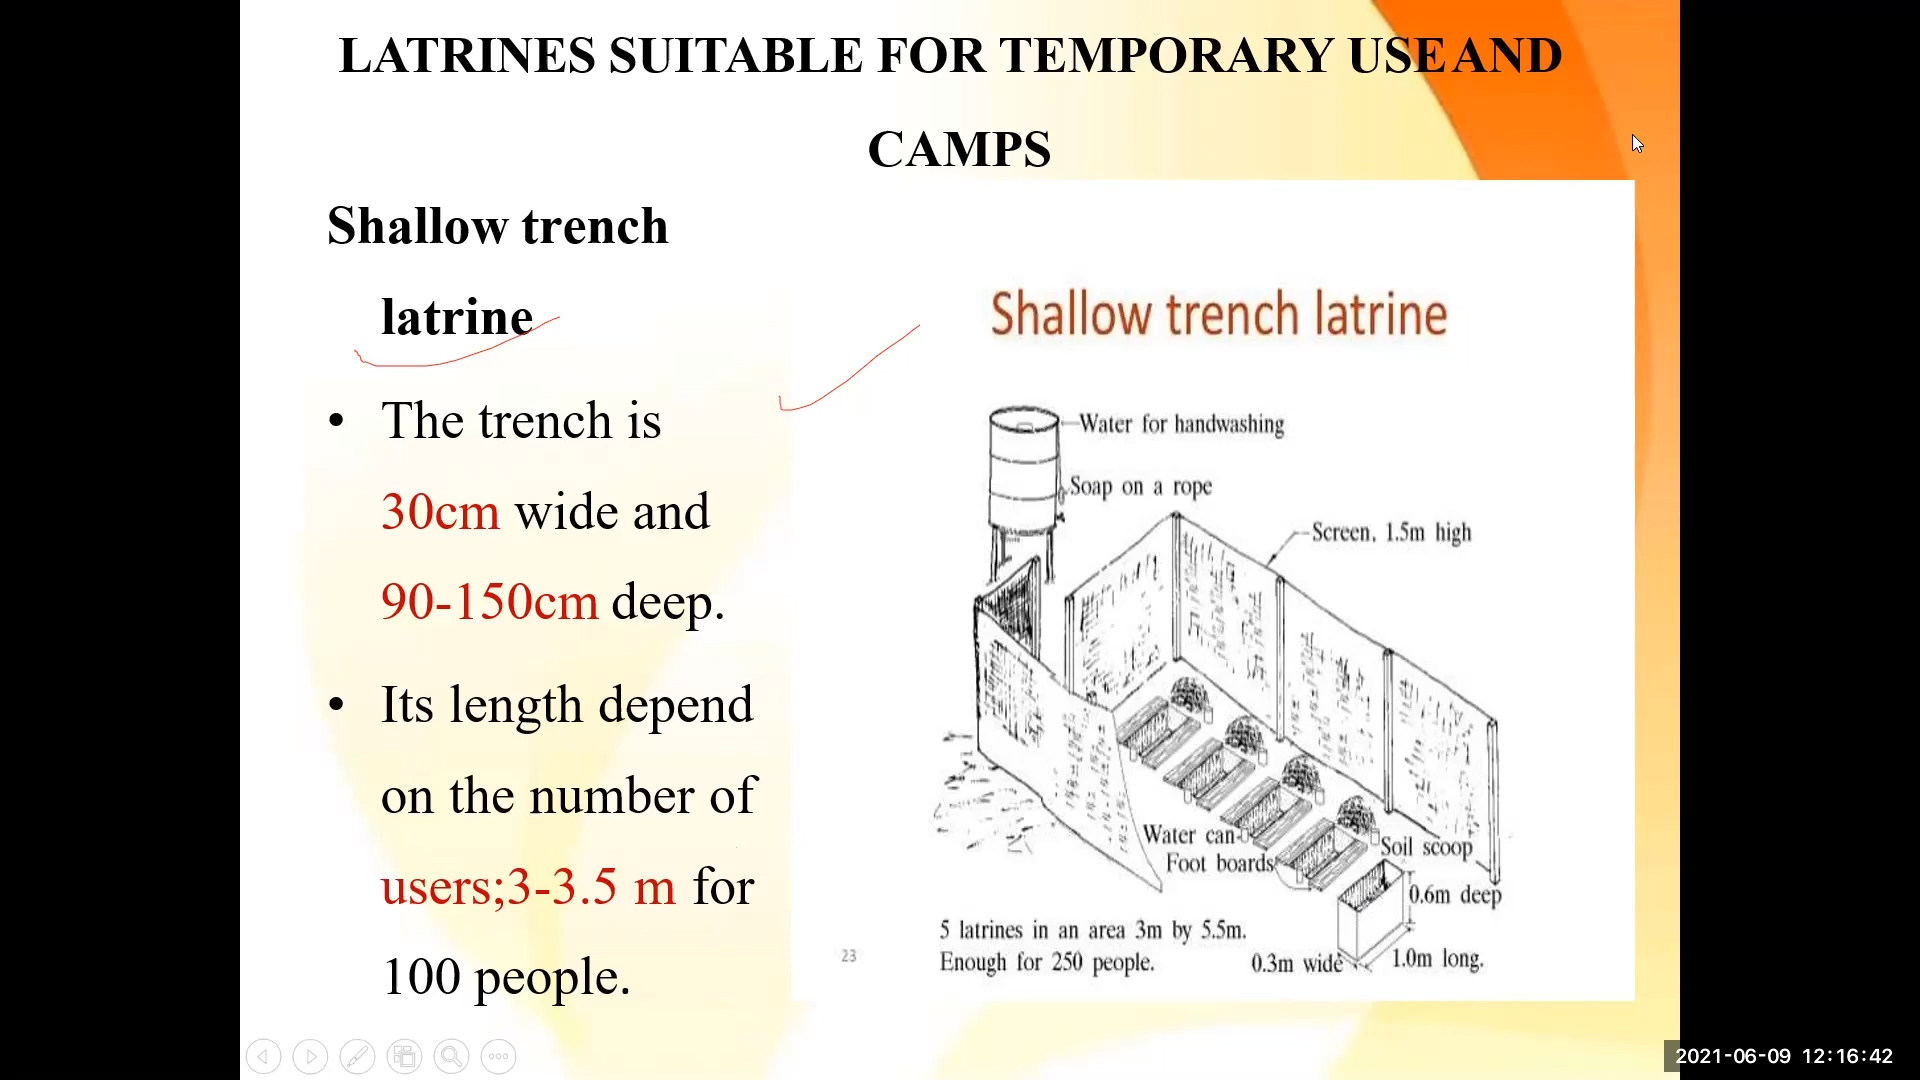 LATRINES SUITABLE FOR TEMPORARY USE AND
CAMPS
Shallow trench
latrine
• The trench is
30cm wide and
90-150cm deep.
• Its length depend
on the number of
users;3-3.5 m for
100 people.
Shallow trench latrine
Water for handwashing
Soap on a rope
Screen, 1.5m high
Water can
Foot boards
Soil scoop
0.6m deep
5 latrines in an area 3m by 5.5m.
Enough for 250 people.
0.3m wide
1.0m long.
23
2021-06-09 12:16:42